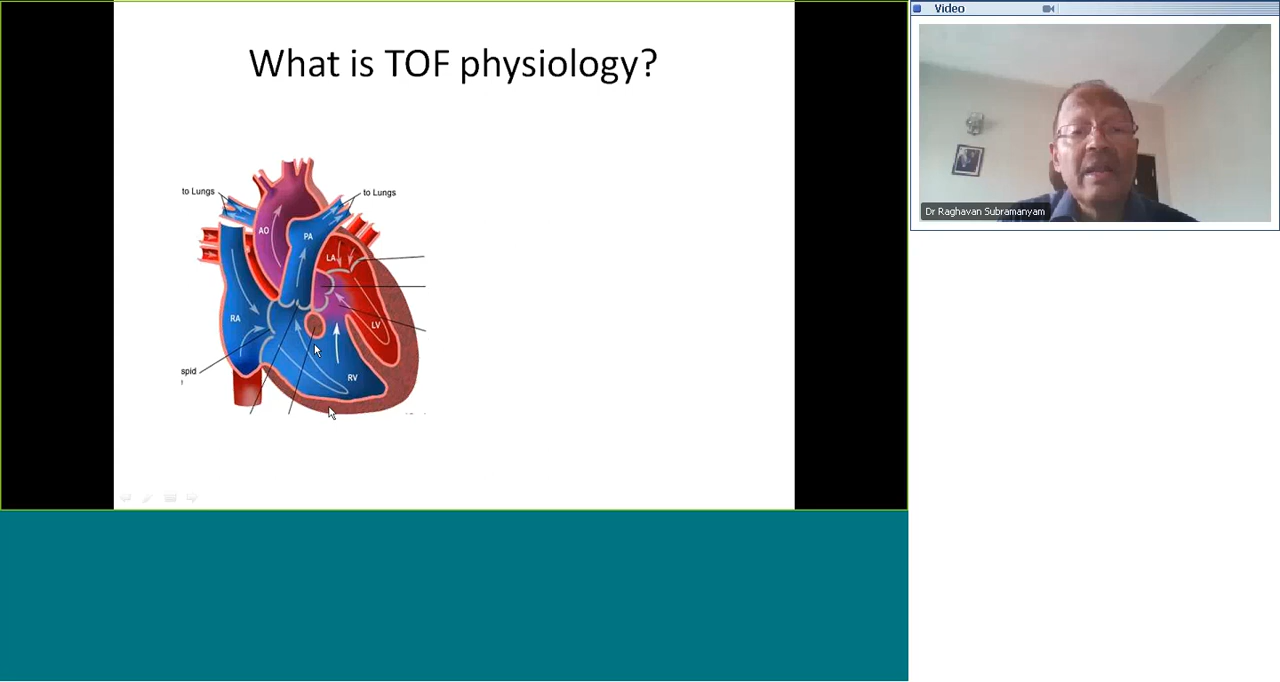 Video
What is TOF physiology?
to Lungs
to Lungs
AO
PA
LA
RA
LV
spid
RV
Dr Raghavan Subramanyam